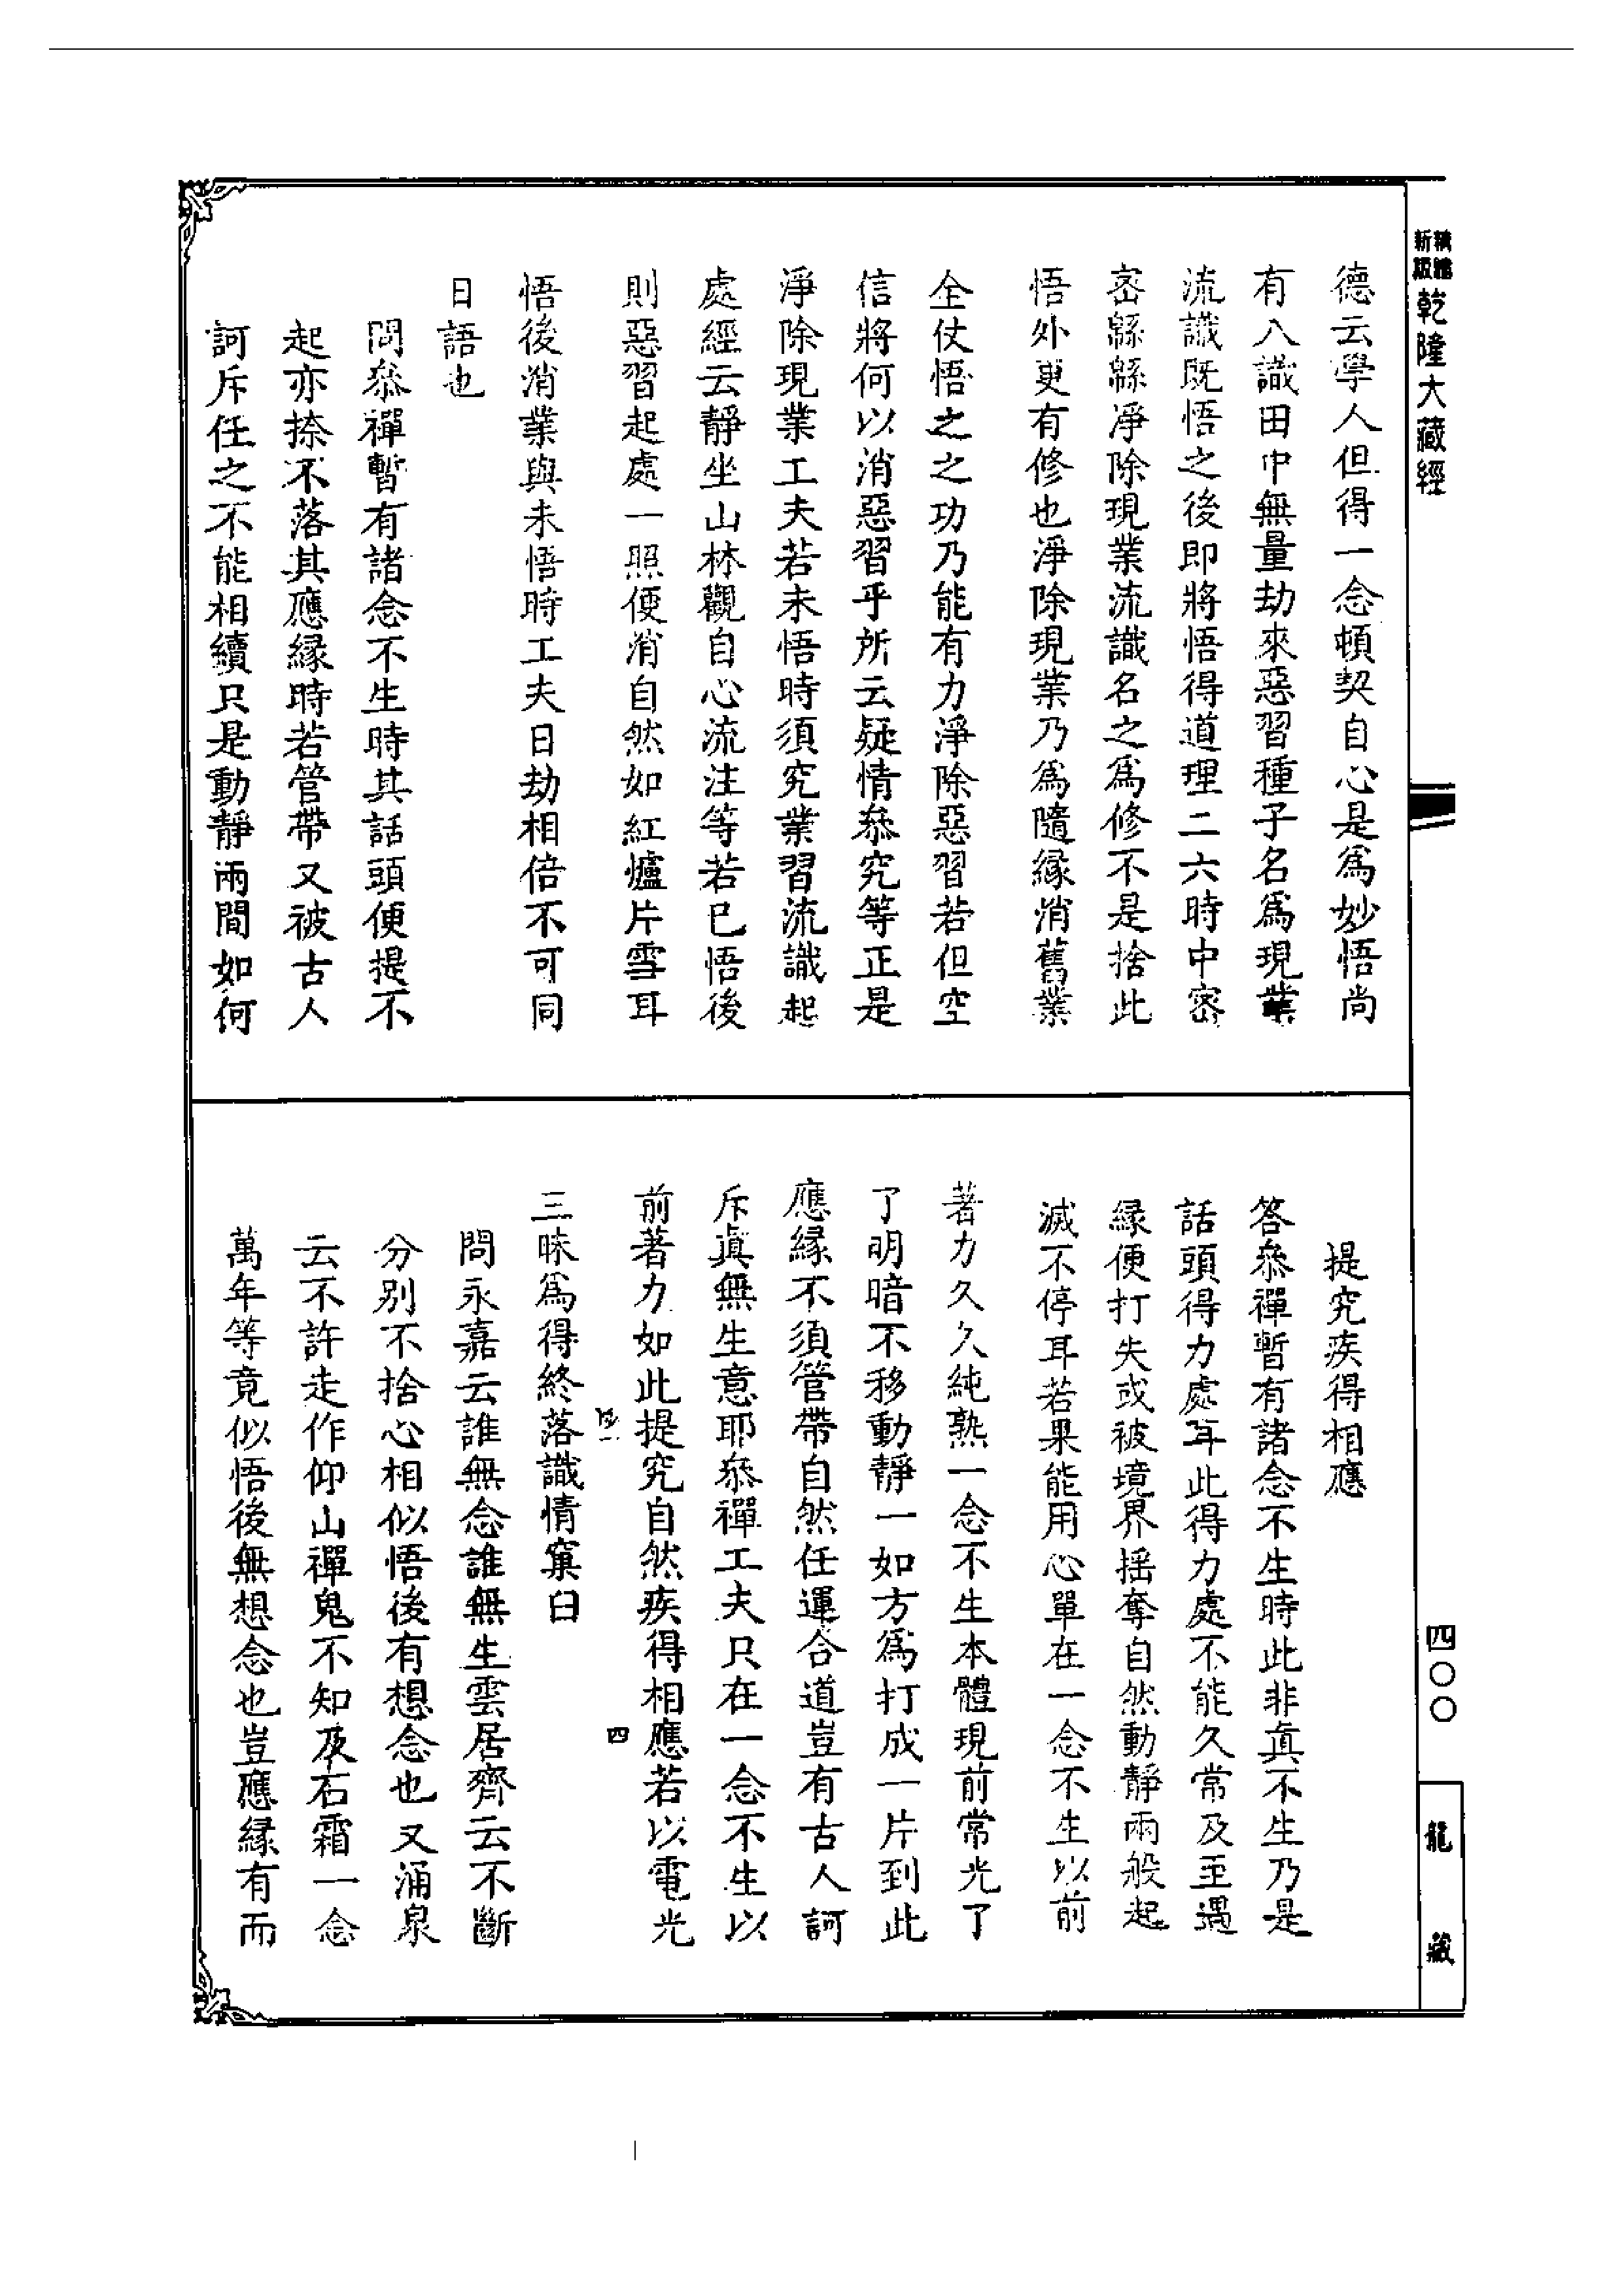 乾隆大藏經
德云學人但得一念頓契自心是爲妙悟尚
有八識田中無量劫來惡習種子名爲現業
流識既悟之後即將悟得道理二六時中密
密緜緜淨除現業流識名之爲修不是捨此
悟外更有修也淨除現業乃爲隨緣消舊業
全仗悟之之功乃能有力淨除惡習若但空
信將何以消惡習乎所云疑情叅究等正是
淨除現業工夫若未悟時須究業習流識起
處經云靜坐山林觀自心流注等若已悟後
則惡習起處一照便消自然如紅爐片雪耳
悟後消業與未悟時工夫日劫相倍不可同
日語也
問叅禪暫有諸念不生時其話頭便提不
起亦捺不落其應緣時若管帶又被古人
訶斥任之不能相續只是動靜兩間如何
提究疾得相應
答叅禪暫有諸念不生時此非真不生乃是
話頭得力處耳此得力處不能久常及至遇
緣便打失或被境界摇奪自然動靜兩般起
滅不停耳若果能用心單在一念不生以前
著力久久純熟一念不生本體現前常光了
了明暗不移動靜一如方爲打成一片到此
應緣不須管帶自然任運合道豈有古人訶
斥真無生意耶叅禪工夫只在一念不生以
前著力如此提究自然疾得相應若以電光
四
三昧爲得終落識情窠臼
問永嘉云誰無念誰無生雲居齊云不斷
分別不捨心相似悟後有想念也又涌泉
云不許走作仰山禪鬼不知及石霜一念
萬年等竟似悟後無想念也豈應緣有而
四〇〇
龍藏